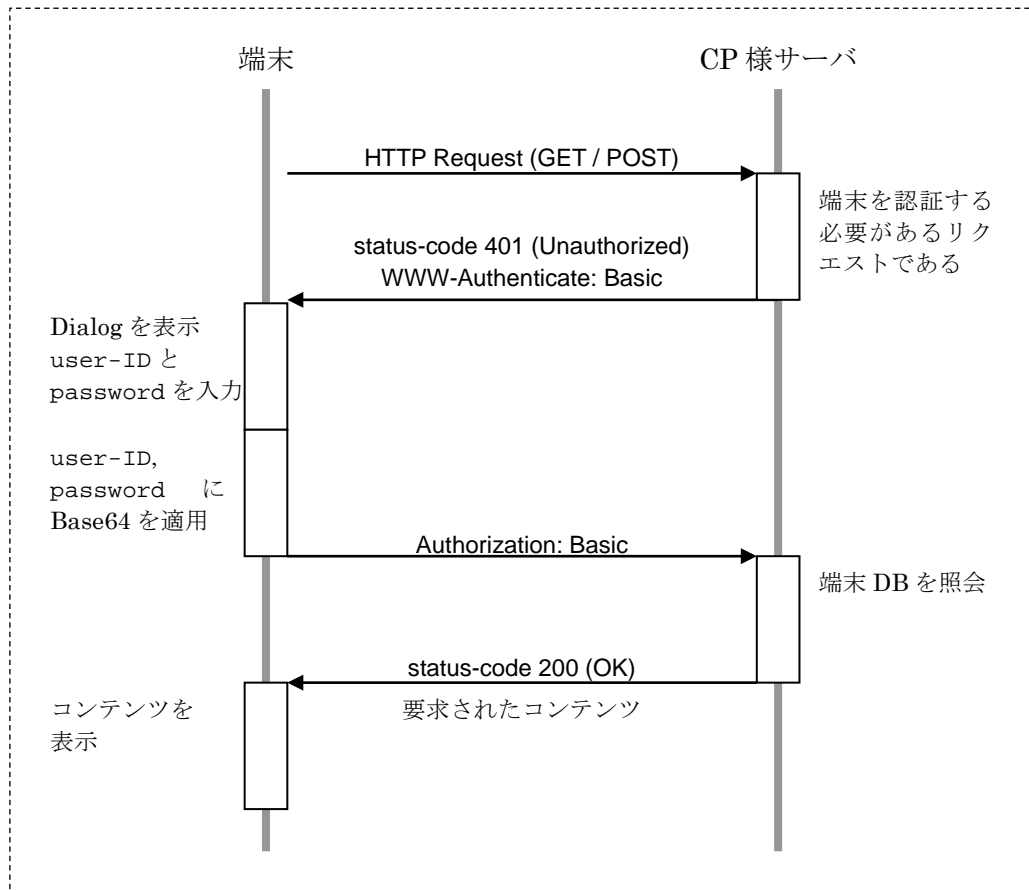 端末
CP 様サーバ
HTTP Request (GET / POST)
端末を認証する
必要があるリク
エストである
status-code 401 (Unauthorized)
WWW-Authenticate: Basic
Dialog を表示
user-ID と
password を入力
user-ID,
password に
Base64 を適用
Authorization: Basic
端末 DB を照会
status-code 200 (OK)
要求されたコンテンツ
コンテンツを
表示